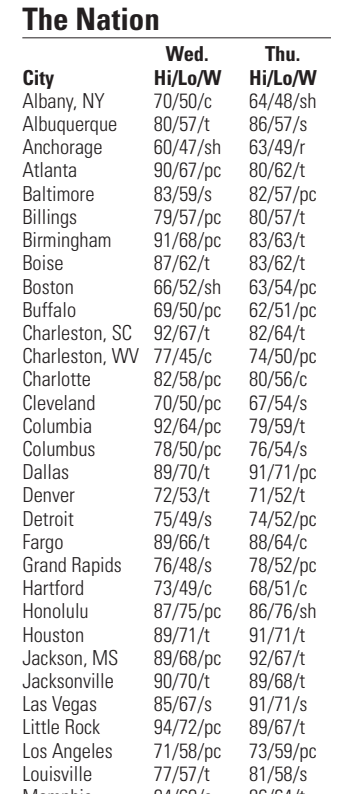 The Nation
Wed. Thu.
City Hi/Lo/W Hi/Lo/W
Albany, NY 70/50/c 64/48/sh
Albuquerque 80/57/t 86/57/s
Anchorage 60/47/sh 63/49/r
Atlanta 90/67/pc 80/62/t
Baltimore 83/59/s 82/57/pc
Billings 79/57/pc 80/57/t
Birmingham 91/68/pc 83/63/t
Boise 87/62/t 83/62/t
Boston 66/52/sh 63/54/pc
Buffalo 69/50/pc 62/51/pc
Charleston, SC 92/67/t 82/64/t
Charleston, WV 77/45/c 74/50/pc
Charlotte 82/58/pc 80/56/c
Cleveland 70/50/pc 67/54/s
Columbia 92/64/pc 79/59/t
Columbus 78/50/pc 76/54/s
Dallas 89/70/t 91/71/pc
Denver 72/53/t 71/52/t
Detroit 75/49/s 74/52/pc
Fargo 89/66/t 88/64/c
Grand Rapids 76/48/s 78/52/pc
Hartford 73/49/c 68/51/c
Honolulu 87/75/pc 86/76/sh
Houston 89/71/t 91/71/t
Jackson, MS 89/68/pc 92/67/t
Jacksonville 90/70/t 89/68/t
Las Vegas 85/67/s 91/71/s
Little Rock 94/72/pc 89/67/t
Los Angeles 71/58/pc 73/59/pc
Louisville 77/57/t 81/58/s